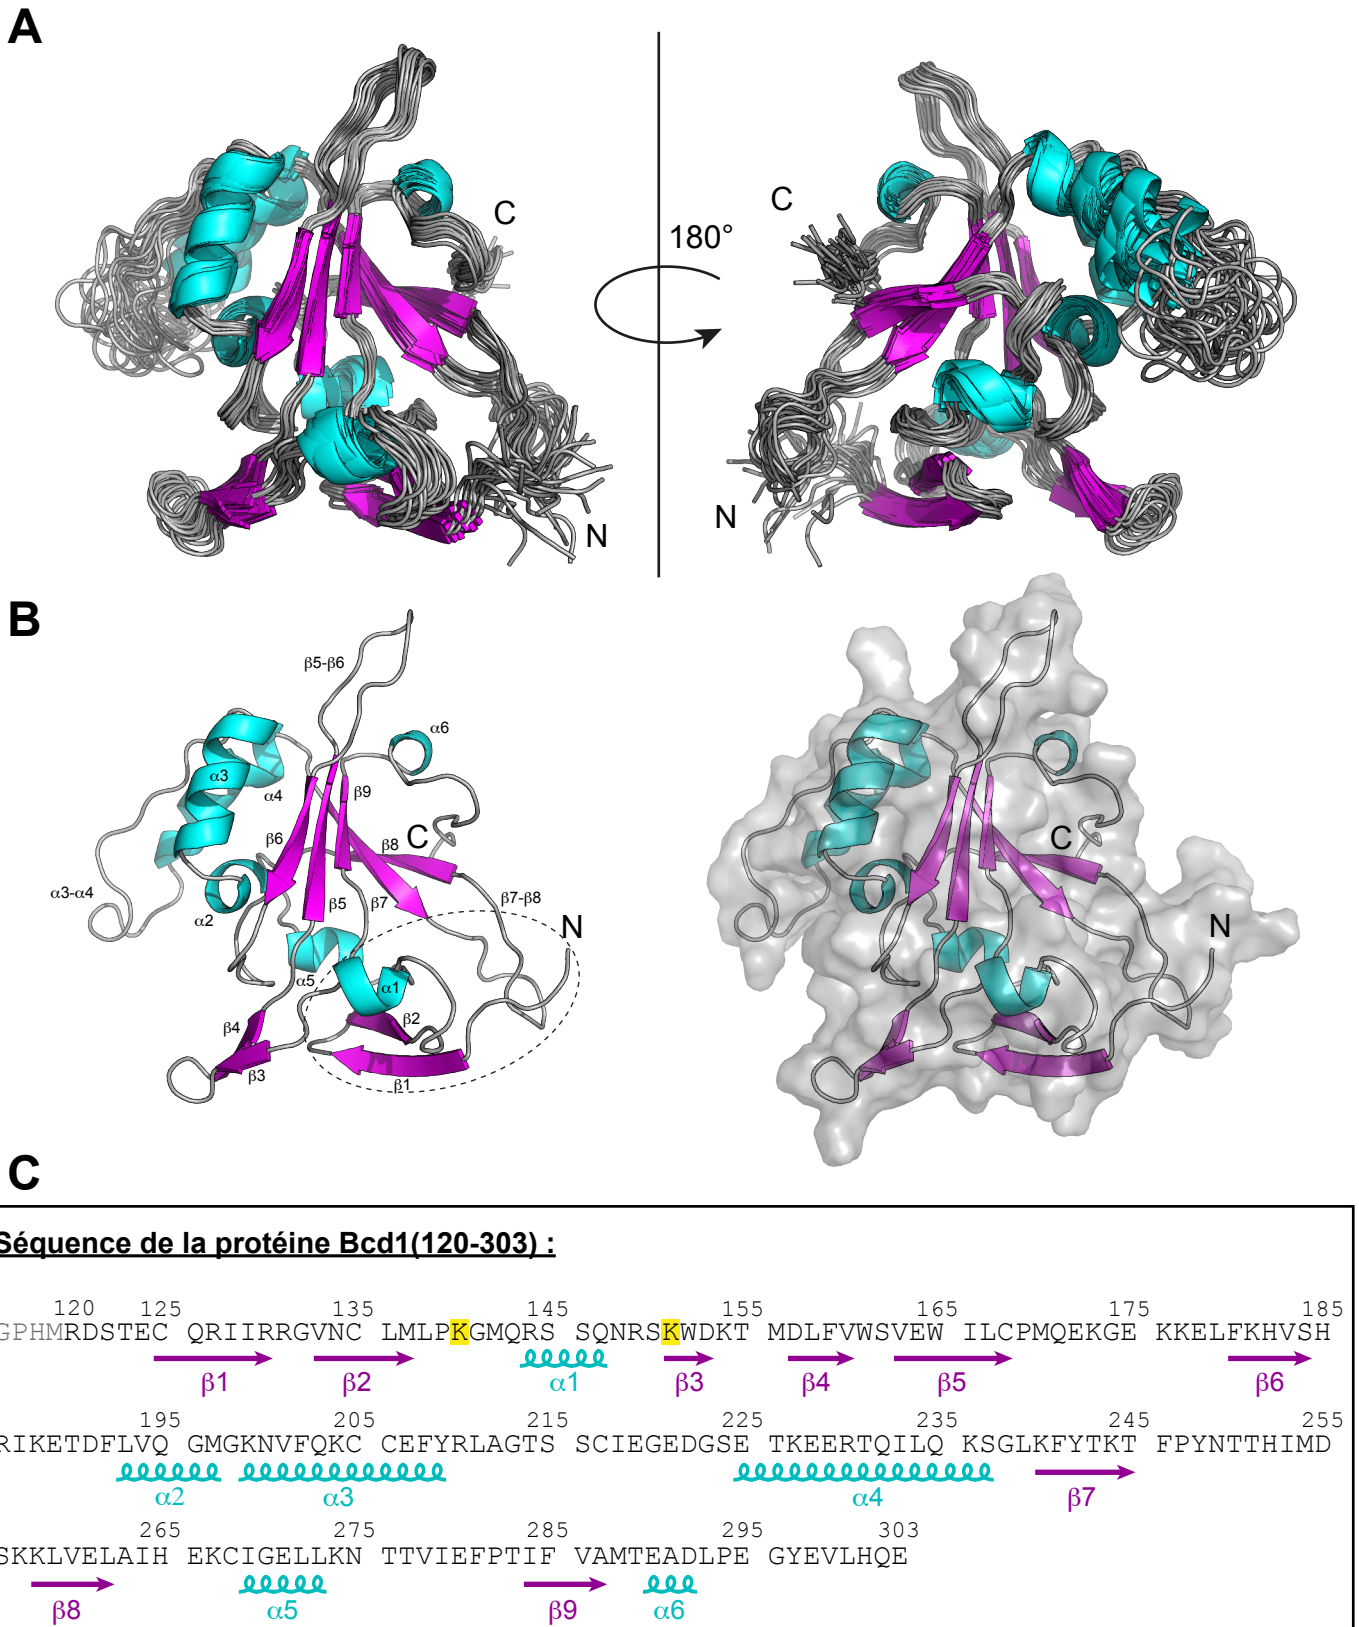 A
C
180°
C
N
N
B
β5-β6
α6
α3
α4
β9
β6
C
β8
α3-α4
α2
β5
β7
β7-β8
N
α5
α1
β4
β2
β3
β1
C
N
C
Séquence de la protéine Bcd1(120-303) :
120 125 135 145 155 165 175 185
GPHMRDSTEC QRIIRRGVNC LMLPKGMQRS SQNRSKWDKT MDLFVWSVEW ILCPMQEKGE KKELFKHVSH
β1 β2 α1 β3 β4 β5 β6
195 205 215 225 235 245 255
RIKETDFLVQ GMGKNVFQKC CEFYRLAGTS SCIEGEDGSE TKEERTQILQ KSGLKFYTKT FPYNTTHIMD
α2 α3 α4 β7
265 275 285 295 303
SKKLVELAIH EKCIGELLKN TTVIEFPTIF VAMTEADLPE GYEVLHQE
β8 α5 β9 α6